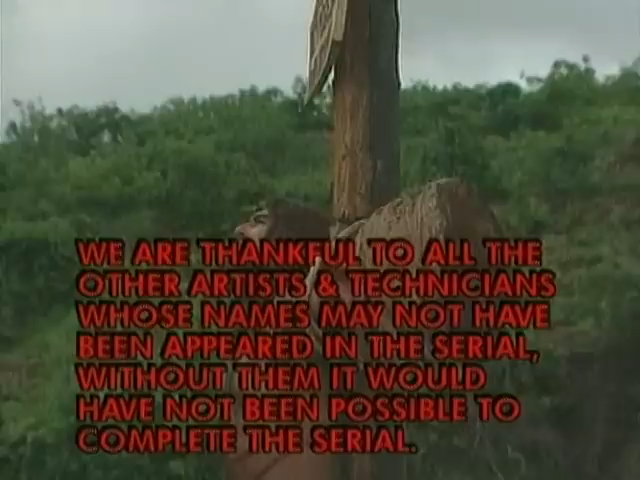 WE ARE THANKFUL TO ALL THE
OTHER ARTISTS & TECHNICIANS
WHOSE NAMES MAY NOT HAVE
BEEN APPEARED IN THE SERIAL,
WITHOUT THEM IT WOULD
HAVE NOT BEEN POSSIBLE TO
COMPLETE THE SERIAL.